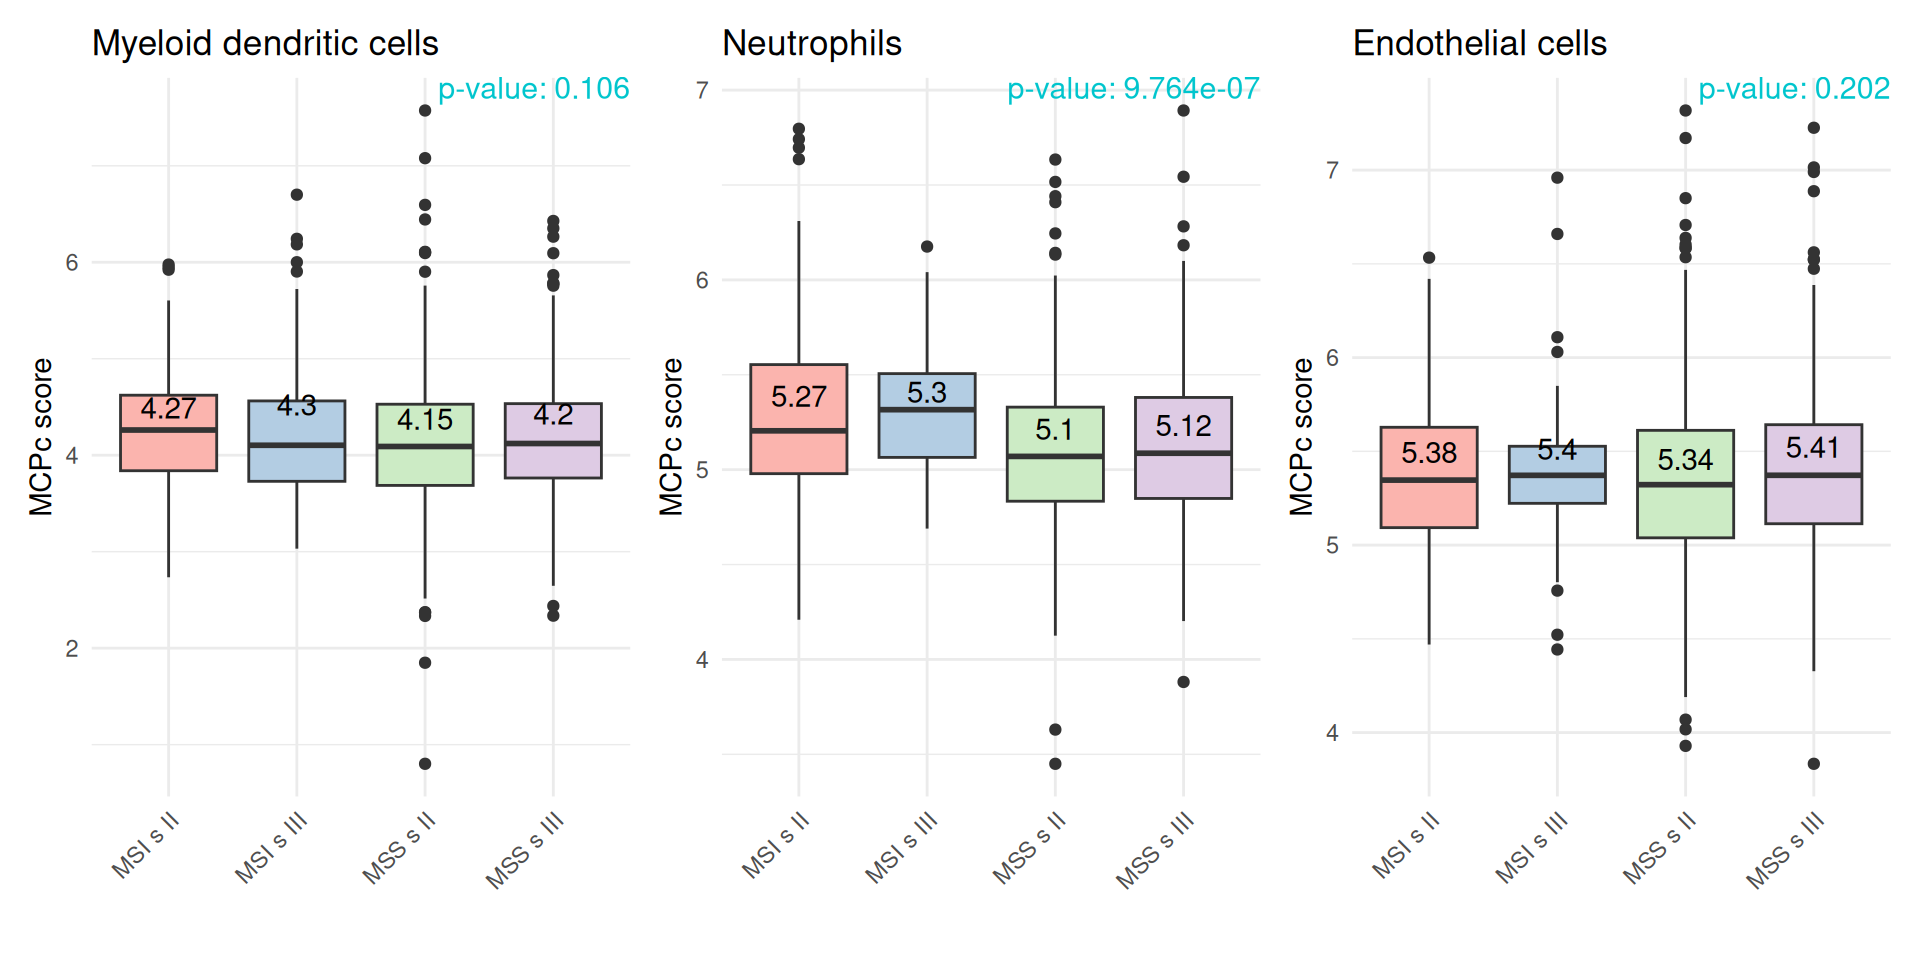 Myeloid dendritic cells
p-value: 0.106
MCPc score
6
4
2
4.27
4.3
4.15
4.2
MSI s II
MSI s III
MSS s II
MSS s III
Neutrophils
p-value: 9.764e-07
MCPc score
7
6
5
4
5.27
5.3
5.1
5.12
MSI s II
MSI s III
MSS s II
MSS s III
Endothelial cells
p-value: 0.202
MCPc score
7
6
5
4
5.38
5.4
5.34
5.41
MSI s II
MSI s III
MSS s II
MSS s III